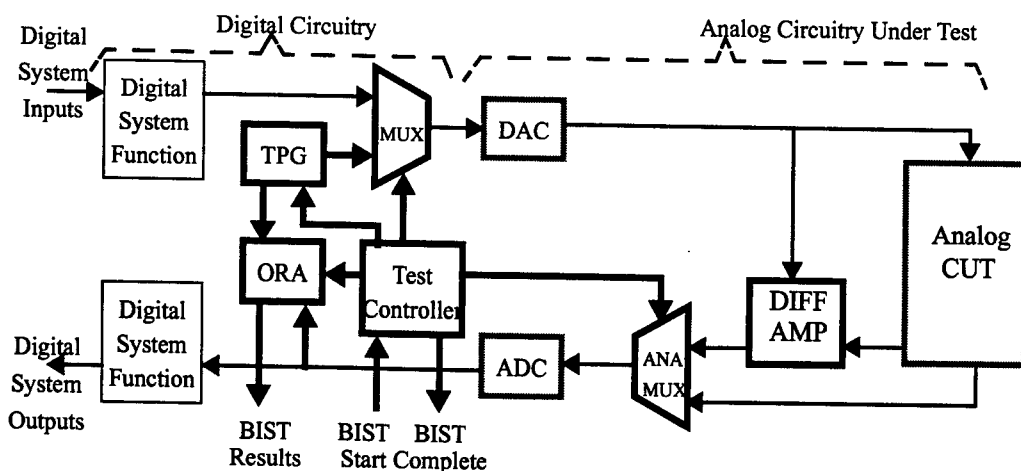 Digital Circuitry
Analog Circuitry Under Test
Digital
System
Inputs
Digital
System
Function
MUX
DAC
TPG
Analog
CUT
ORA
Test
Controller
DIFF
AMP
Digital
System
Function
ADC
ANA
MUX
Digital
System
Outputs
BIST
Results
BIST
Start
BIST
Complete